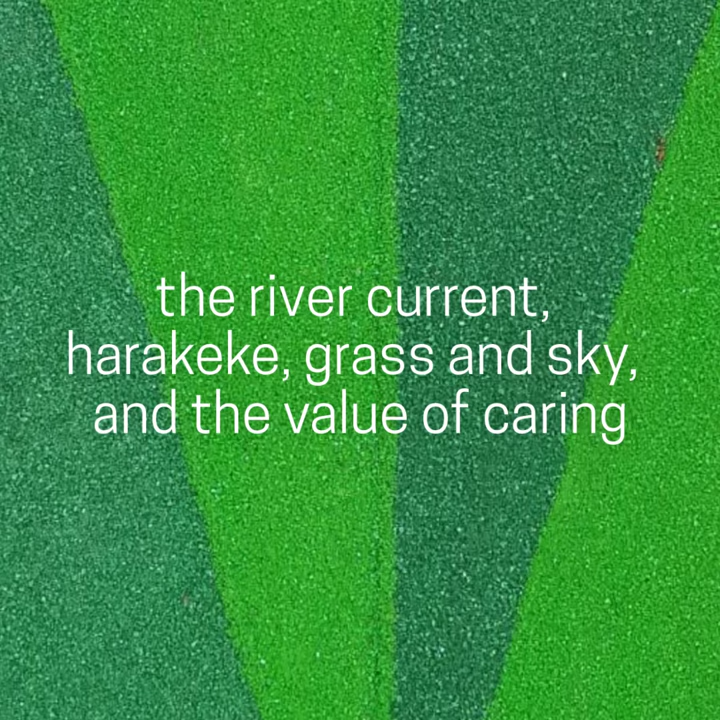 the river current,
harakeke, grass and sky,
and the value of caring